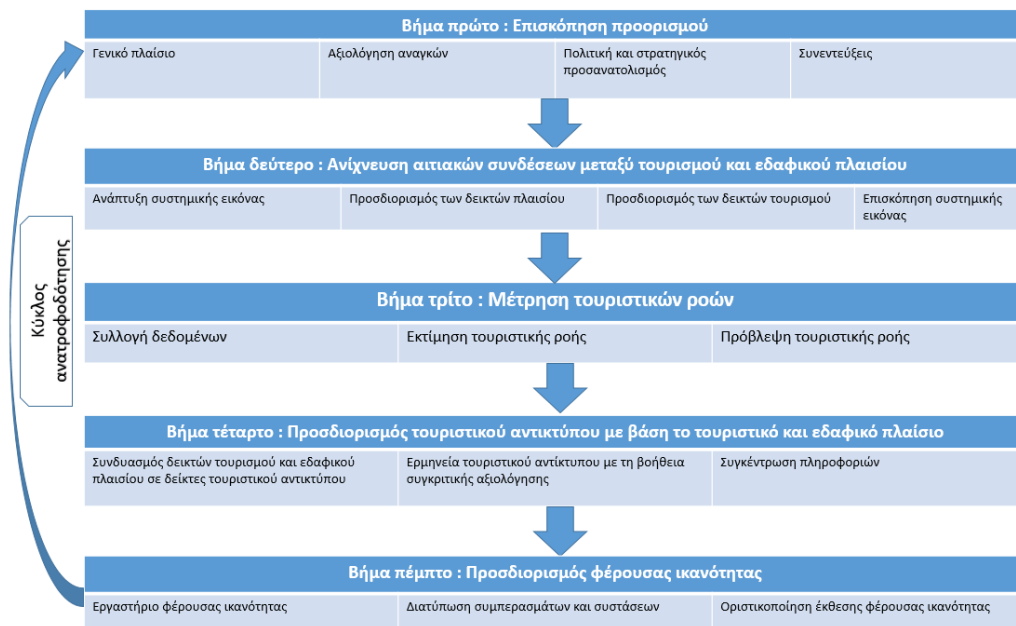 Βήμα πρώτο : Επισκόπηση προορισμού
Γενικό πλαίσιο
Αξιολόγηση αναγκών
Πολιτική και στρατηγικός
προσανατολισμός
Συνεντεύξεις
Βήμα δεύτερο : Ανίχνευση αιτιακών συνδέσεων μεταξύ τουρισμού και εδαφικού πλαισίου
Ανάπτυξη συστημικής εικόνας
Προσδιορισμός των δεικτών πλαισίου
Προσδιορισμός των δεικτών τουρισμού
Επισκόπηση συστημικής
εικόνας
Κύκλος
ανατροφοδότησης
Βήμα τρίτο : Μέτρηση τουριστικών ροών
Συλλογή δεδομένων
Εκτίμηση τουριστικής ροής
Πρόβλεψη τουριστικής ροής
Βήμα τέταρτο : Προσδιορισμός τουριστικού αντικτύπου με βάση το τουριστικό και εδαφικό πλαίσιο
Συνδυασμός δεικτών τουρισμού και εδαφικού
πλαισίου σε δείκτες τουριστικού αντικτύπου
Ερμηνεία τουριστικού αντίκτυπου με τη βοήθεια
συγκριτικής αξιολόγησης
Συγκέντρωση πληροφοριών
Βήμα πέμπτο : Προσδιορισμός φέρουσας ικανότητας
Εργαστήριο φέρουσας ικανότητας
Διατύπωση συμπερασμάτων και συστάσεων
Οριστικοποίηση έκθεσης φέρουσας ικανότητας